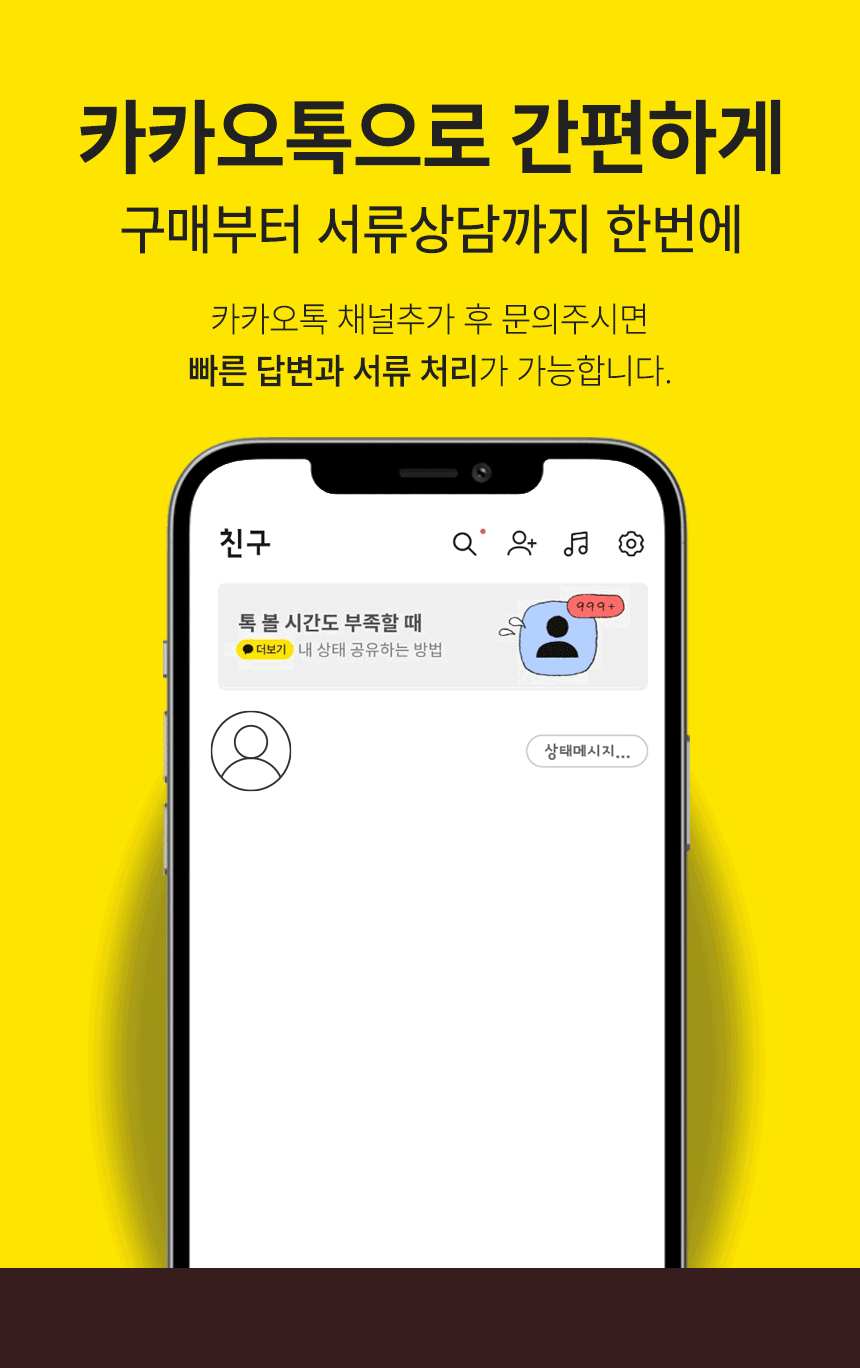 카카오톡으로 간편하게
구매부터 서류상담까지 한번에
카카오톡 채널추가 후 문의주시면
빠른 답변과 서류 처리가 가능합니다.
친구
톡 볼 시간도 부족할 때
더보기 내 상태 공유하는 방법
999+
상태메시지...